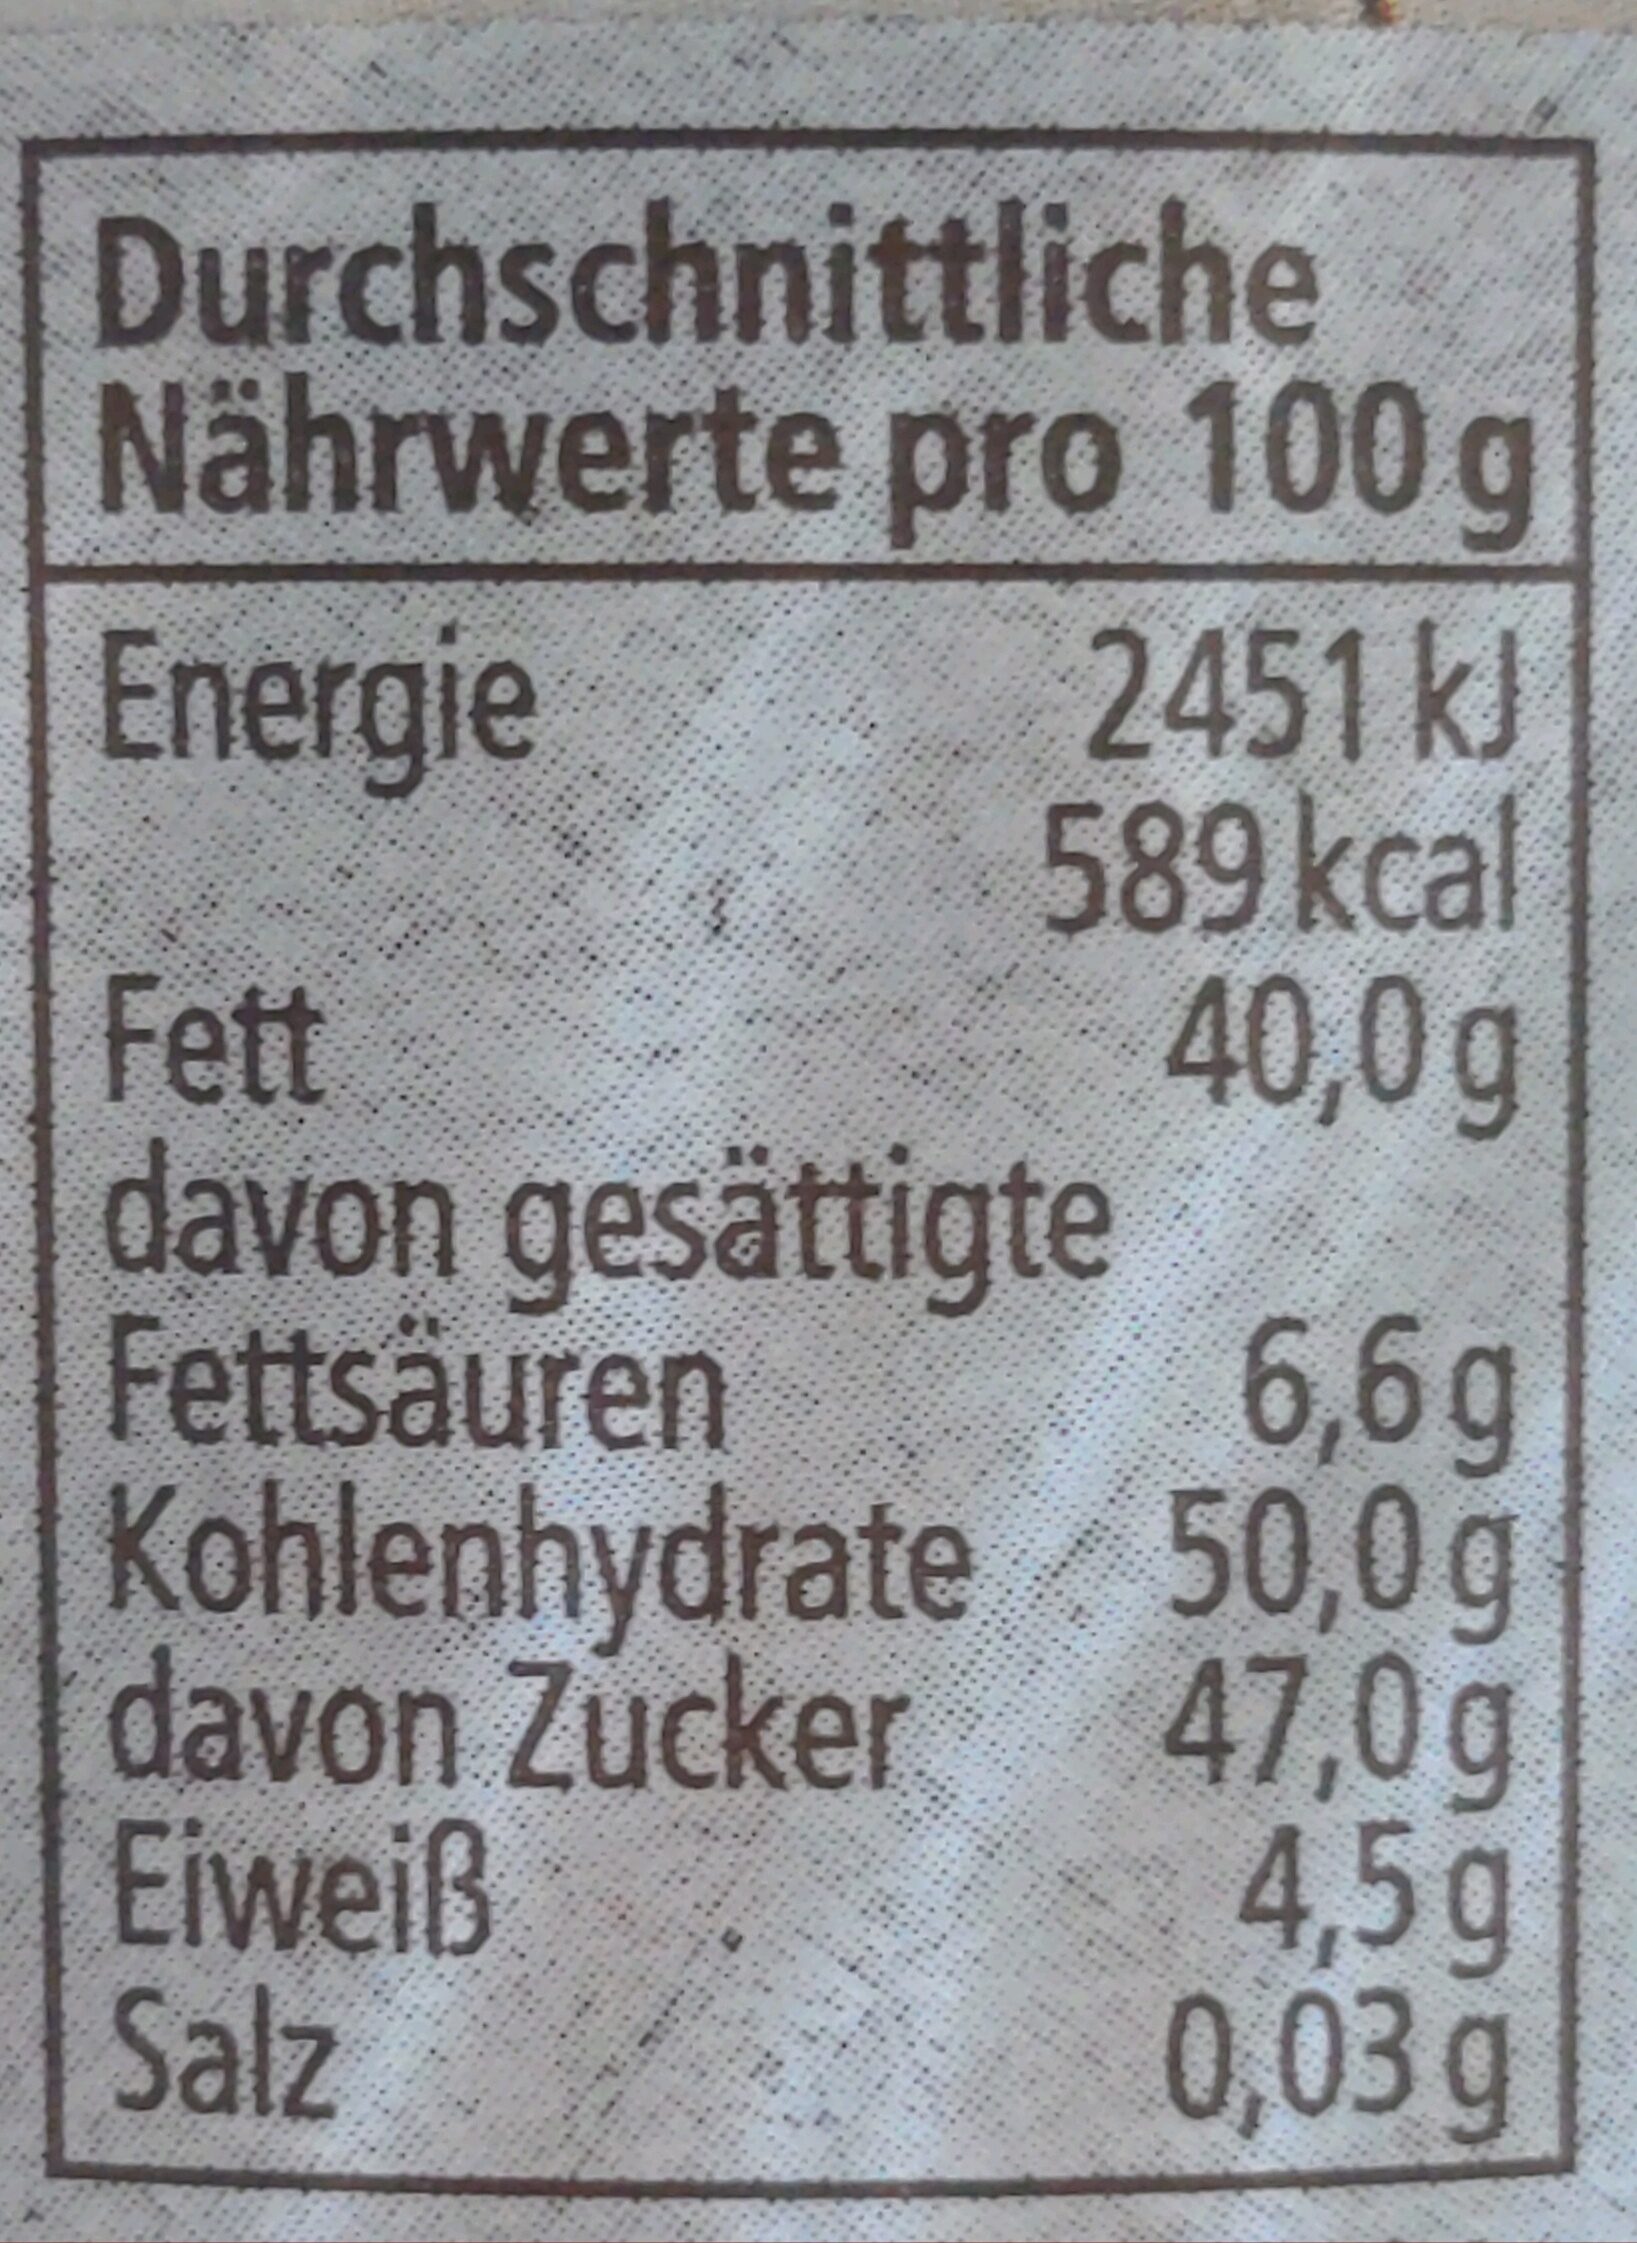 Durchschnittliche
Nährwerte pro 100 g
Energie 2451 kJ
589 kcal
Fett 40,0 g
davon gesättigte
Fettsäuren 6,6 g
Kohlenhydrate 50,0 g
davon Zucker 47,0 g
Eiweiß 4,5 g
Salz 0,03 g